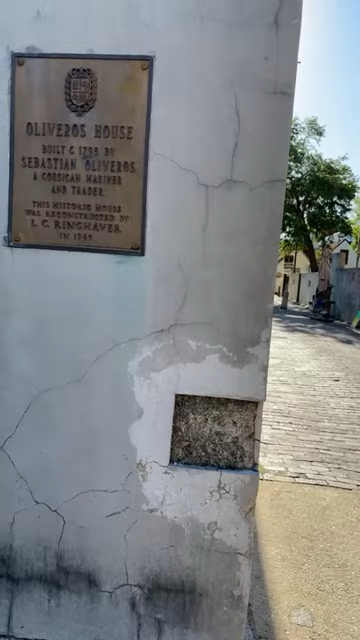 OLIVEROS HOUSE
BUILT C 1798 BY
SEBASTIAN OLIVEROS,
A CORSICAN MARINER
AND TRADER.
THIS HISTORIC HOUSE
WAS RECONSTRUCTED BY
L. C. RINGHAVER
IN 1965.